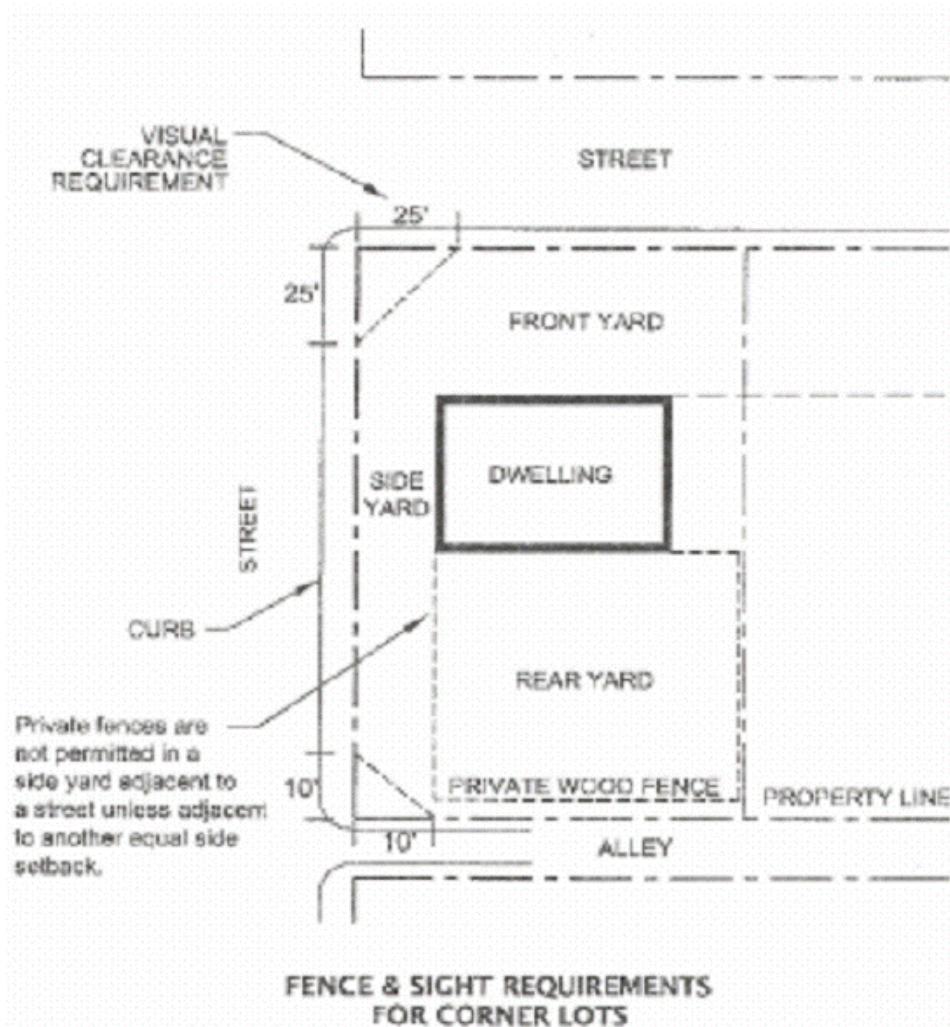 VISUAL
CLEARANCE
REQUIREMENT
STREET
25'
25'
FRONT YARD
DWELLING
SIDE
YARD
STREET
CURB
REAR YARD
Private fences are
not permitted in a
side yard adjacent to
a street unless adjacent
to another equal side
setback.
10'
PRIVATE WOOD FENCE
PROPERTY LINE
10'
ALLEY
FENCE & SIGHT REQUIREMENTS
FOR CORNER LOTS